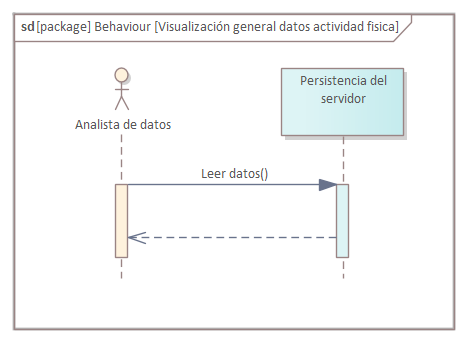 sd [package] Behaviour [Visualización general datos actividad fisica]
Analista de datos
Persistencia del
servidor
Leer datos()